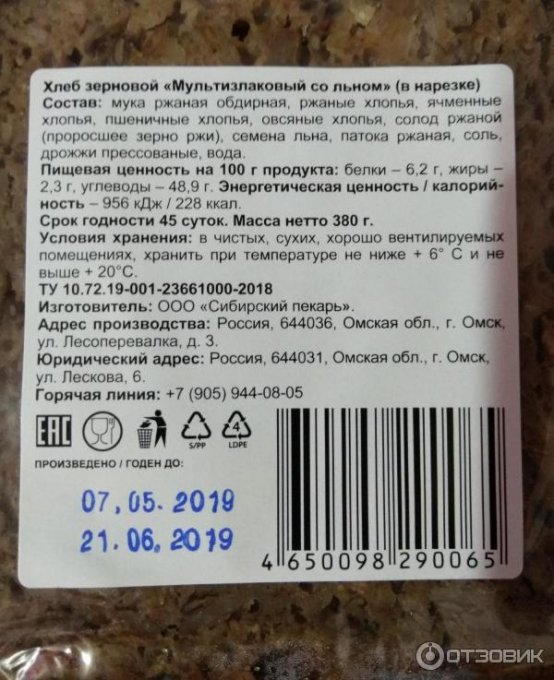 Хлеб зерновой «Мультизлаковый со льном» (в нарезке)
Состав: мука ржаная обдирная, ржаные хлопья, ячменные
хлопья, пшеничные хлопья, овсяные хлопья, солод ржаной
(проросшее зерно ржи), семена льна, патока ржаная, соль,
дрожжи прессованые, вода.
Пищевая ценность на 100 г продукта: белки – 6,2 г, жиры –
2,3 г, углеводы – 48,9 г. Энергетическая ценность / калорий-
ность – 956 кДж / 228 ккал.
Срок годности 45 суток. Масса нетто 380 г.
Условия хранения: в чистых, сухих, хорошо вентилируемых
помещениях, хранить при температуре не ниже + 6° С и не
выше + 20°С.
ТУ 10.72.19-001-23661000-2018
Изготовитель: ООО «Сибирский пекарь».
Адрес производства: Россия, 644036, Омская обл., г. Омск,
ул. Лесоперевалка, д. 3.
Юридический адрес: Россия, 644031, Омская обл., г. Омск,
ул. Лескова, 6.
Горячая линия: +7 (905) 944-08-05
EAC
5/PP
4
LDPE
ПРОИЗВЕДЕНО / ГОДЕН ДО:
07.05.2019
21.06.2019
4 650098 290065
ОТЗОВИК